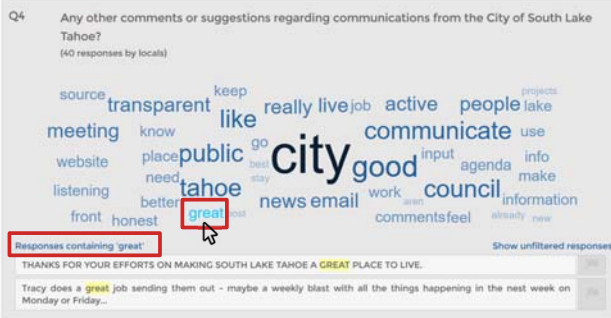 Q4 Any other comments or suggestions regarding communications from the City of South Lake
Tahoe?
(40 responses by locals)
source transparent keep really live job active people projects lake
meeting know like communicate use
website place public go best city good input agenda info
need stay make
listening better tahoe news email work aren council information
front honest great post comments feel already new
Responses containing 'great' Show unfiltered responses
THANKS FOR YOUR EFFORTS ON MAKING SOUTH LAKE TAHOE A GREAT PLACE TO LIVE.
Tracy does a great job sending them out - maybe a weekly blast with all the things happening in the next week on
Monday or Friday...